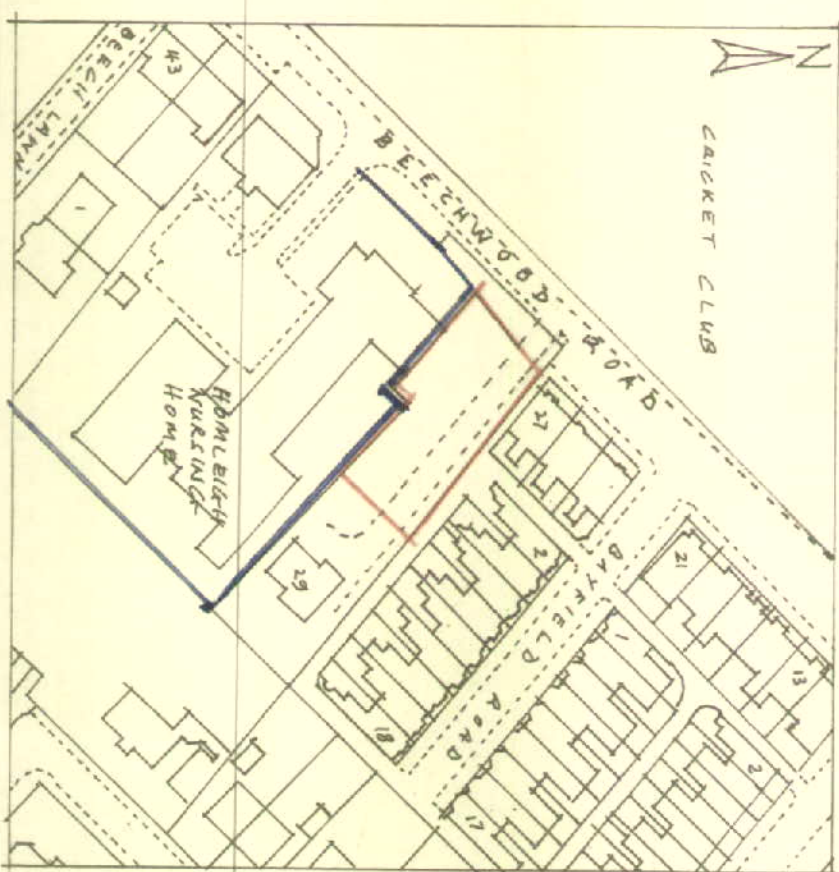 N
CRICKET CLUB
BEECHWOOD ROAD
BEECH LAWN
43
1
HOMLEIGH
NURSING
HOME
29
27
2
18
BAYFIELD ROAD
21
13
1
17
2